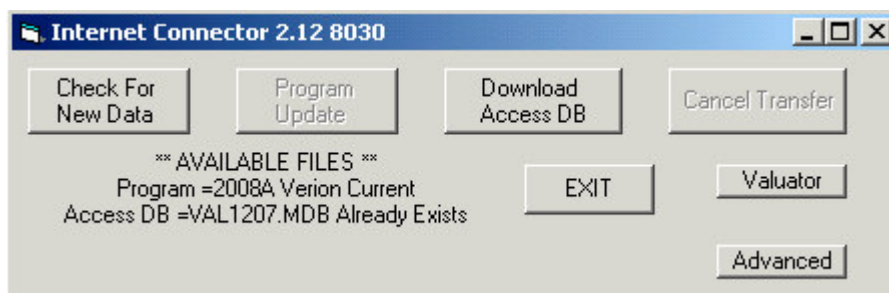 Internet Connector 2.12 8030
Check For
New Data
Program
Update
Download
Access DB
Cancel Transfer
** AVAILABLE FILES **
Program =2008A Verion Current
Access DB =VAL1207.MDB Already Exists
EXIT
Valuator
Advanced